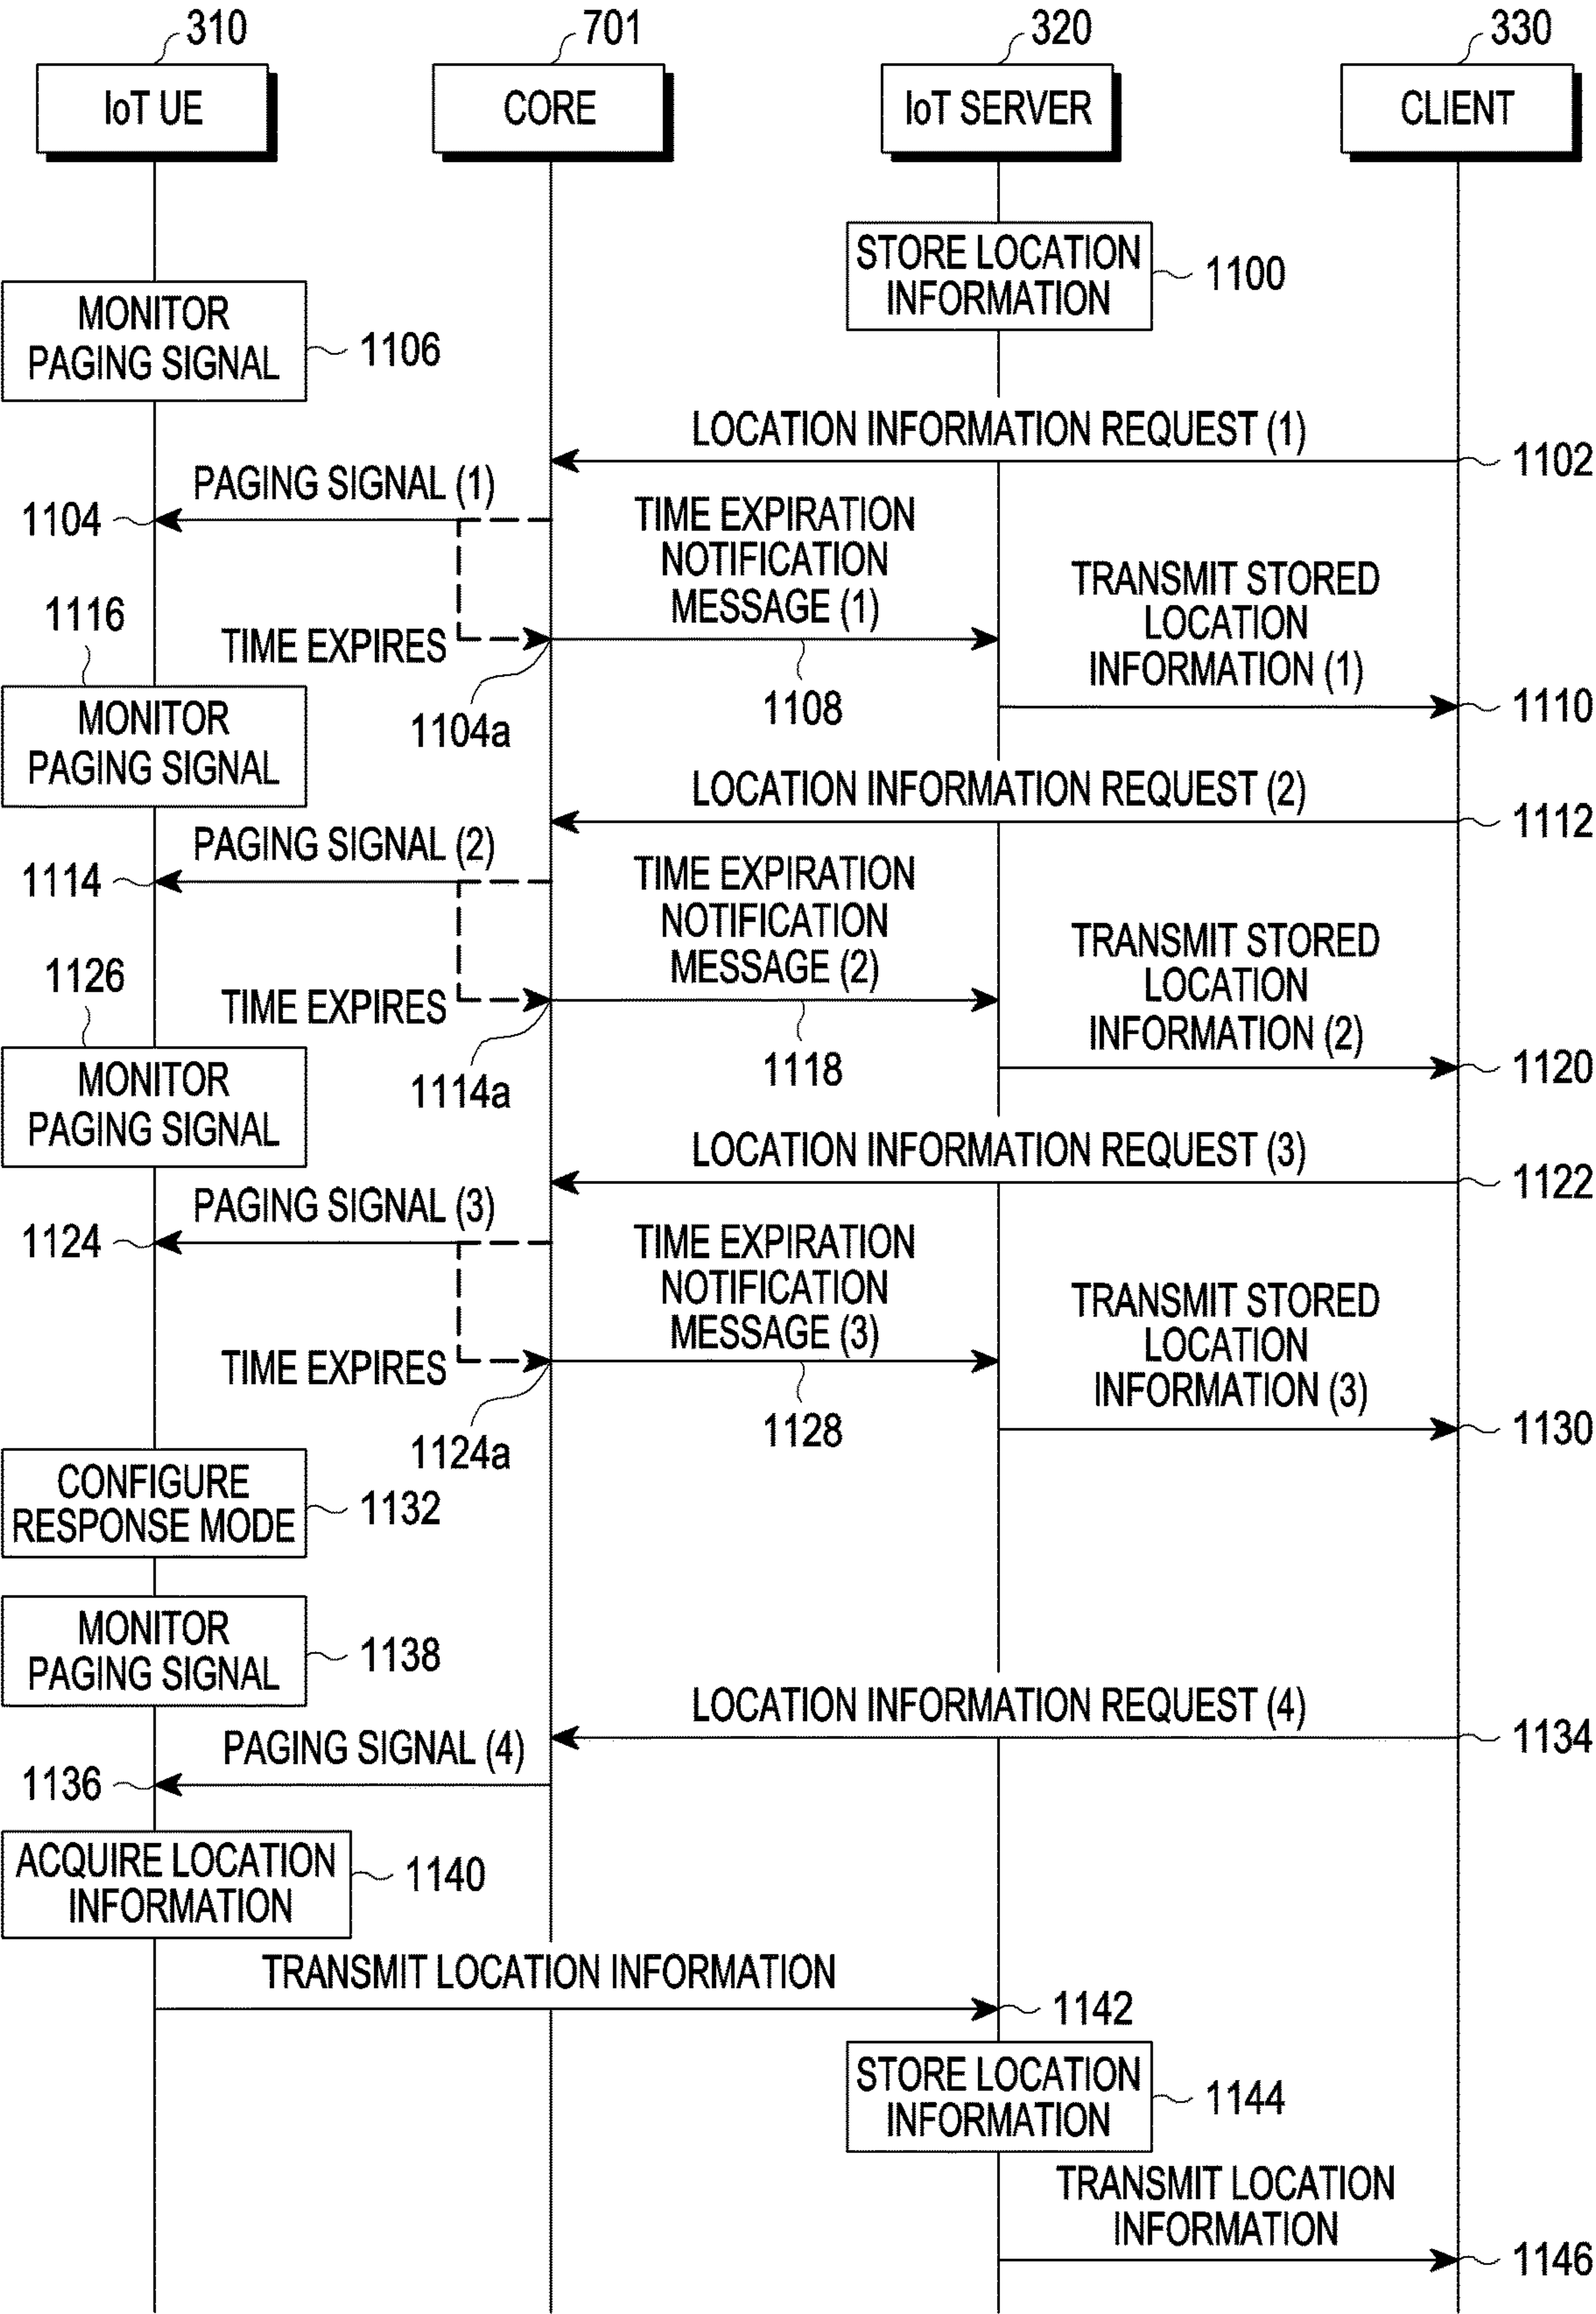 310
701
320
330
IoT UE
CORE
IoT SERVER
CLIENT
STORE LOCATION
INFORMATION
1100
MONITOR
PAGING SIGNAL
1106
LOCATION INFORMATION REQUEST (1)
1102
PAGING SIGNAL (1)
1104
TIME EXPIRATION
NOTIFICATION
MESSAGE (1)
TIME EXPIRES
1104a
1108
TRANSMIT STORED
LOCATION
INFORMATION (1)
1110
1116
MONITOR
PAGING SIGNAL
LOCATION INFORMATION REQUEST (2)
1112
PAGING SIGNAL (2)
1114
TIME EXPIRATION
NOTIFICATION
MESSAGE (2)
TIME EXPIRES
1114a
1118
TRANSMIT STORED
LOCATION
INFORMATION (2)
1120
1126
MONITOR
PAGING SIGNAL
LOCATION INFORMATION REQUEST (3)
1122
PAGING SIGNAL (3)
1124
TIME EXPIRATION
NOTIFICATION
MESSAGE (3)
TIME EXPIRES
1124a
1128
TRANSMIT STORED
LOCATION
INFORMATION (3)
1130
CONFIGURE
RESPONSE MODE
1132
MONITOR
PAGING SIGNAL
1138
LOCATION INFORMATION REQUEST (4)
1134
PAGING SIGNAL (4)
1136
ACQUIRE LOCATION
INFORMATION
1140
TRANSMIT LOCATION INFORMATION
1142
STORE LOCATION
INFORMATION
1144
TRANSMIT LOCATION
INFORMATION
1146